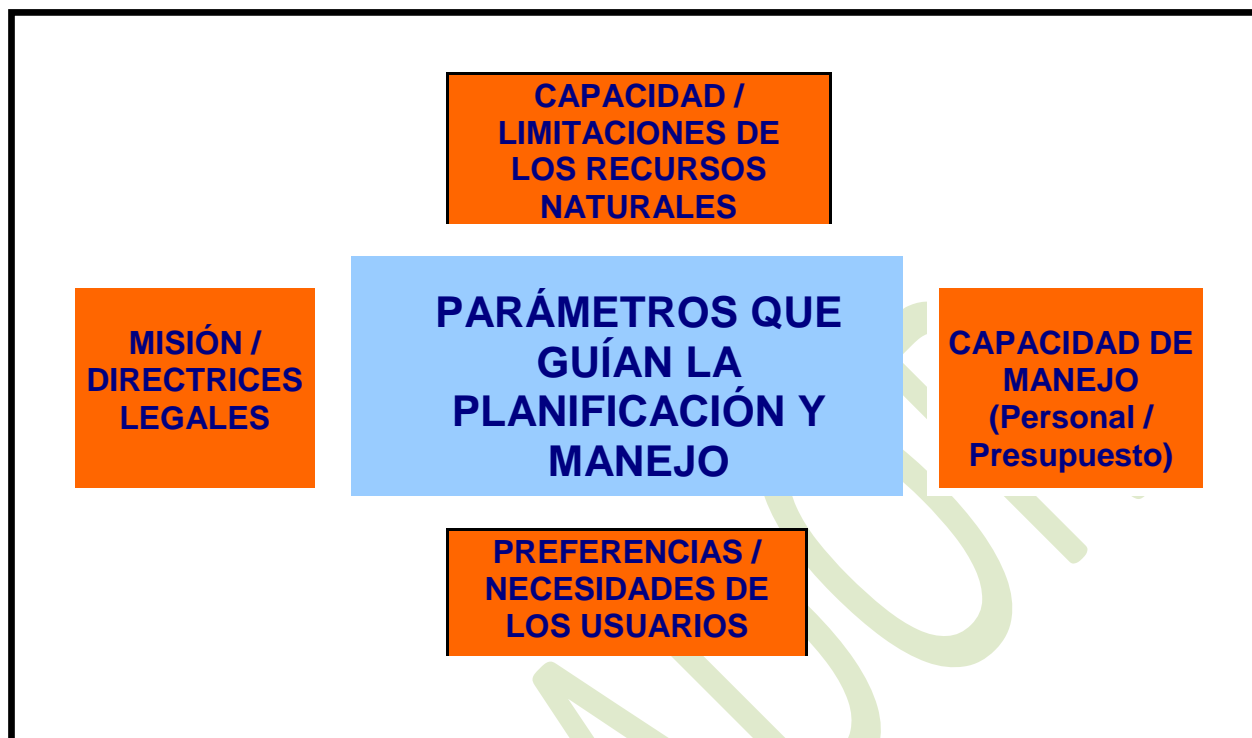 CAPACIDAD /
LIMITACIONES DE
LOS RECURSOS
NATURALES
MISIÓN /
DIRECTRICES
LEGALES
PARÁMETROS QUE
GUÍAN LA
PLANIFICACIÓN Y
MANEJO
CAPACIDAD DE
MANEJO
(Personal /
Presupuesto)
PREFERENCIAS /
NECESIDADES DE
LOS USUARIOS